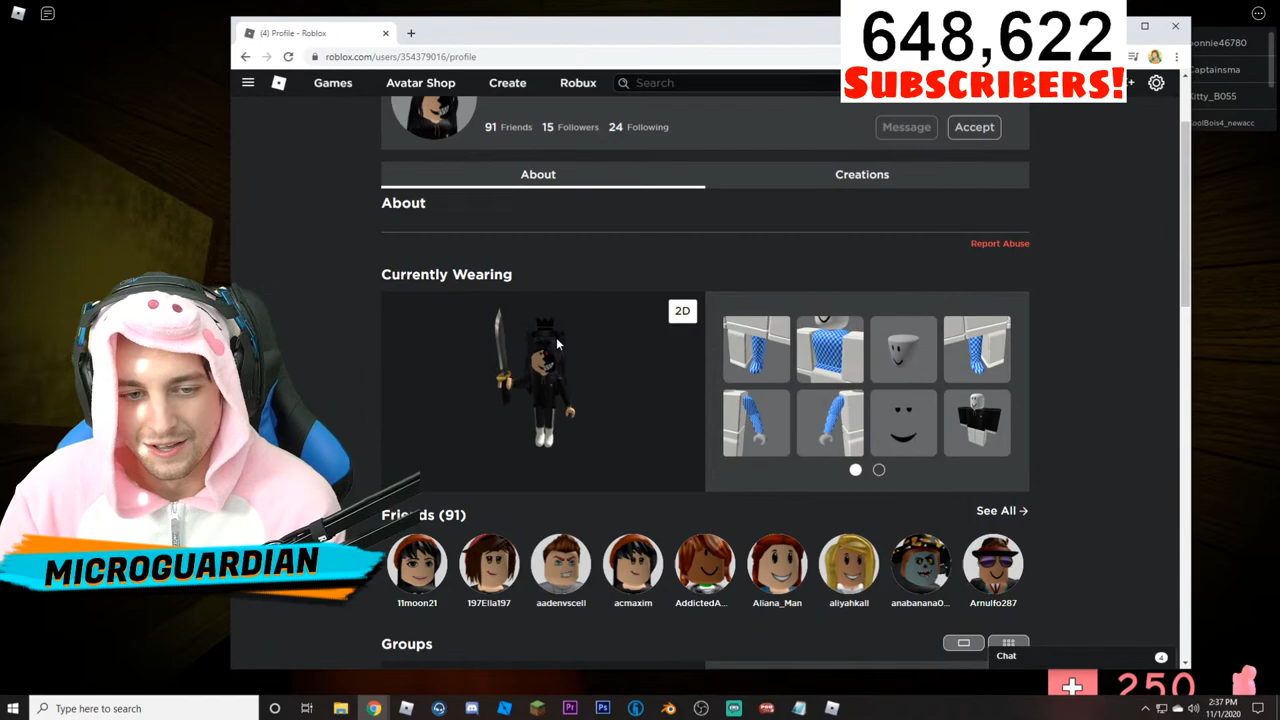 648,622
SUBSCRIBERS!
(4) Profile - Roblox
roblox.com/users/354379016/profile
Games
Avatar Shop
Create
Robux
Search
onnie46780
Captainsma
Kitty_B055
oolBois4_newacc
91 Friends
15 Followers
24 Following
Message
Accept
About
Creations
About
Report Abuse
Currently Wearing
2D
Friends (91)
See All →
11moon21
197Ella197
aadenvscell
acmaxim
AddictedA...
Aliana_Man
aliyahkall
anabanana0...
Arnulfo287
Groups
Chat
4
MICROGUARDIAN
250
Type here to search
2:37 PM
11/1/2020